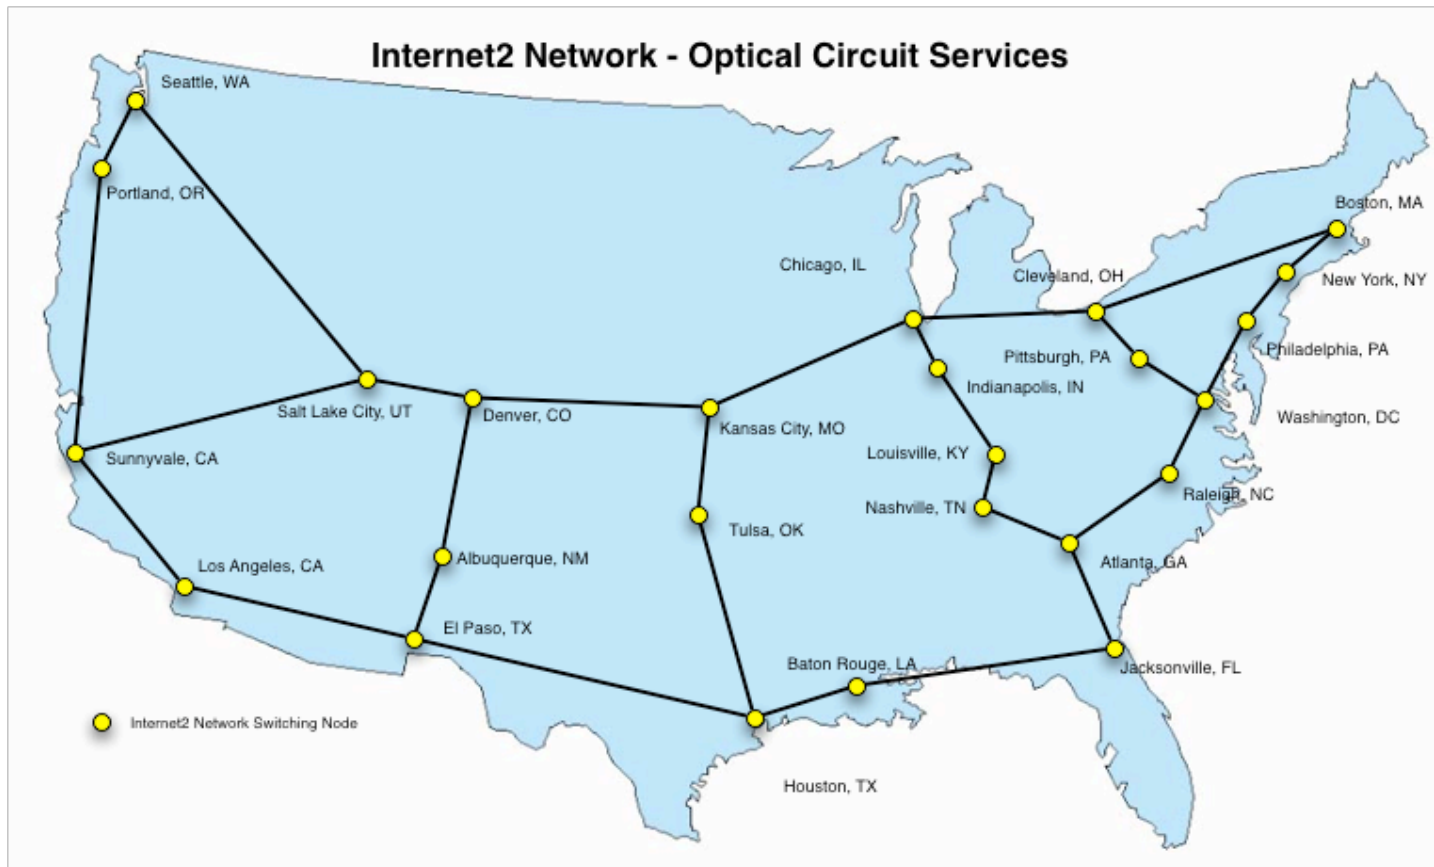 Internet2 Network - Optical Circuit Services
Seattle, WA
Portland, OR
Boston, MA
Chicago, IL
Cleveland, OH
New York, NY
Pittsburgh, PA
Philadelphia, PA
Indianapolis, IN
Salt Lake City, UT
Denver, CO
Kansas City, MO
Washington, DC
Sunnyvale, CA
Louisville, KY
Raleigh, NC
Nashville, TN
Tulsa, OK
Los Angeles, CA
Albuquerque, NM
Atlanta, GA
El Paso, TX
Baton Rouge, LA
Jacksonville, FL
Internet2 Network Switching Node
Houston, TX